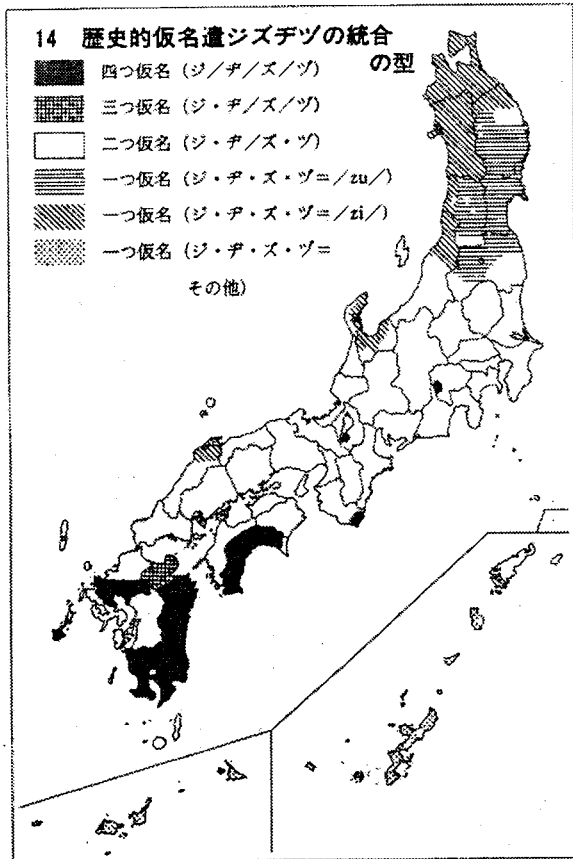 14 歴史的仮名遣ジズヂヅの統合
の型
四つ仮名 (ジ/ヂ/ズ/ヅ)
三つ仮名 (ジ・ヂ/ズ/ヅ)
二つ仮名 (ジ・ヂ/ズ・ヅ)
一つ仮名 (ジ・ヂ・ズ・ヅ=/zu/)
一つ仮名 (ジ・ヂ・ズ・ヅ=/zi/)
一つ仮名 (ジ・ヂ・ズ・ヅ=
その他)